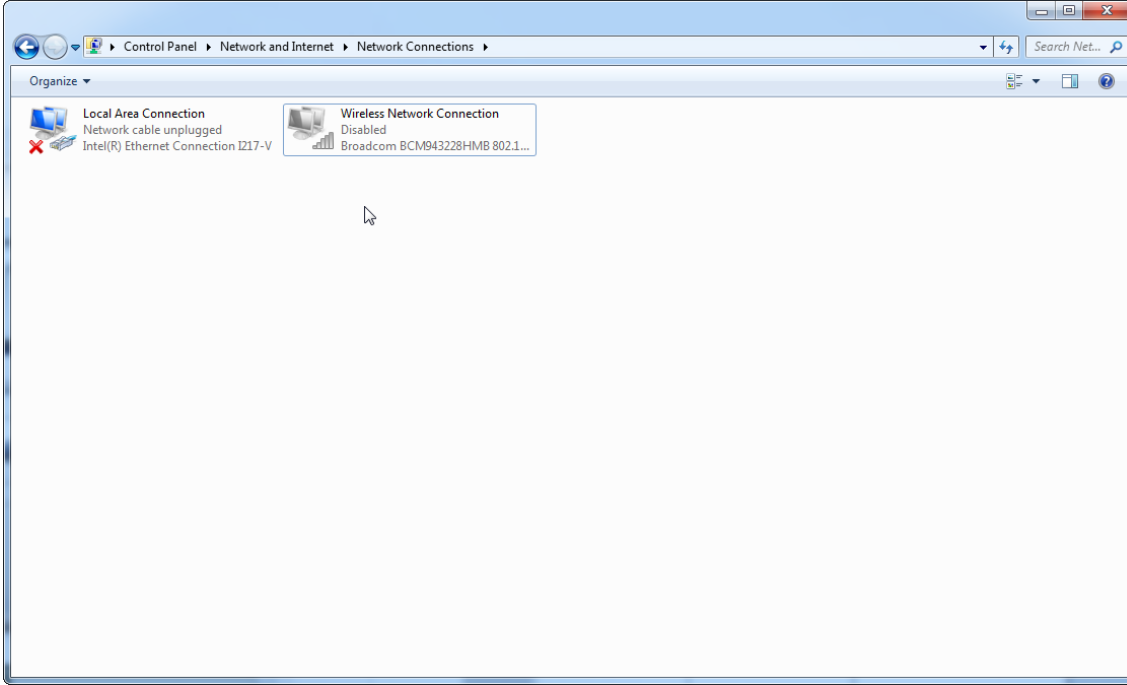 Control Panel Network and Internet Network Connections
Search Net...
Organize
Local Area Connection
Network cable unplugged
Intel(R) Ethernet Connection I217-V
Wireless Network Connection
Disabled
Broadcom BCM943228HMB 802.1...